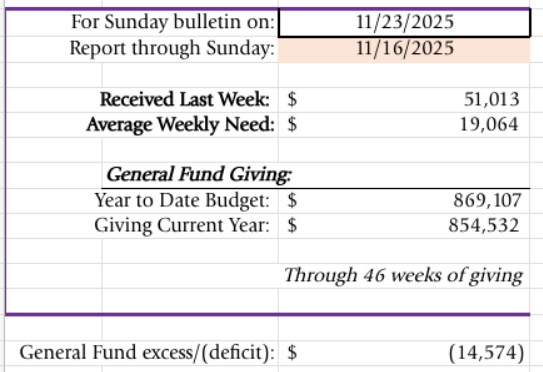 For Sunday bulletin on: 11/23/2025
Report through Sunday: 11/16/2025
Received Last Week: $ 51,013
Average Weekly Need: $ 19,064
General Fund Giving:
Year to Date Budget: $ 869,107
Giving Current Year: $ 854,532
Through 46 weeks of giving
General Fund excess/(deficit): $ (14,574)